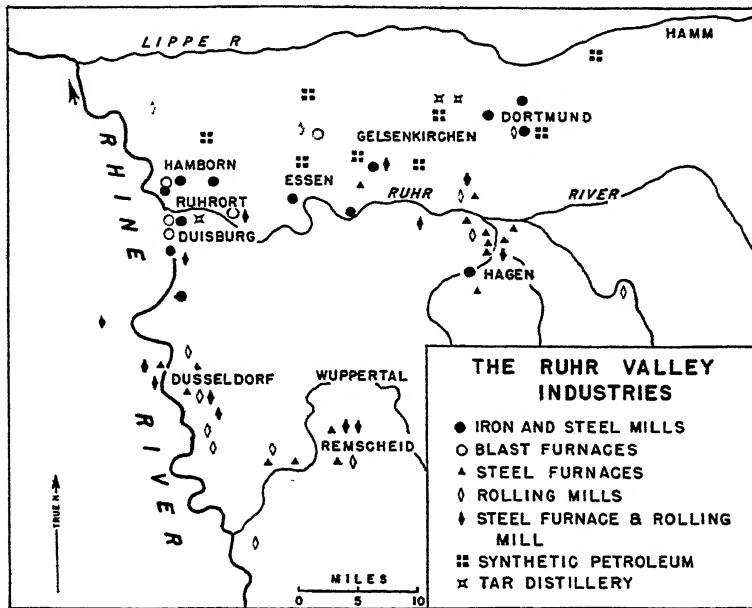 LIPPE R
HAMM
RHINE
DORTMUND
GELSENKIRCHEN
HAMBORN
ESSEN
RUHR
RIVER
RUHRORT
DUISBURG
HAGEN
DUSSELDORF
WUPPERTAL
REMSCHEID
RIVER
TRUE N
MILES
0 5 10
THE RUHR VALLEY
INDUSTRIES
IRON AND STEEL MILLS
BLAST FURNACES
STEEL FURNACES
ROLLING MILLS
STEEL FURNACE & ROLLING
MILL
SYNTHETIC PETROLEUM
TAR DISTILLERY